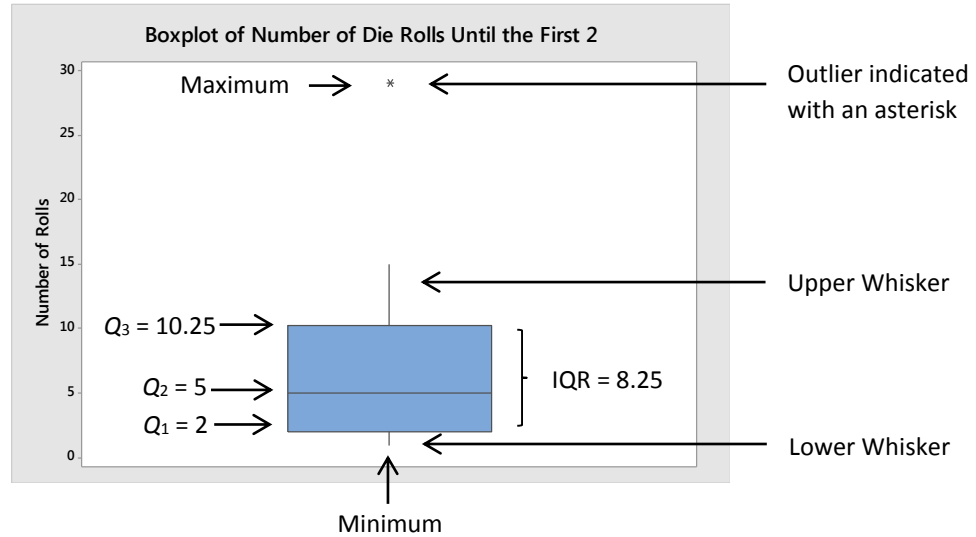 Boxplot of Number of Die Rolls Until the First 2
30
Maximum
*
Outlier indicated
with an asterisk
25
20
Number of Rolls
15
Upper Whisker
Q3 = 10.25
10
IQR = 8.25
Q2 = 5
5
Q1 = 2
Lower Whisker
0
Minimum